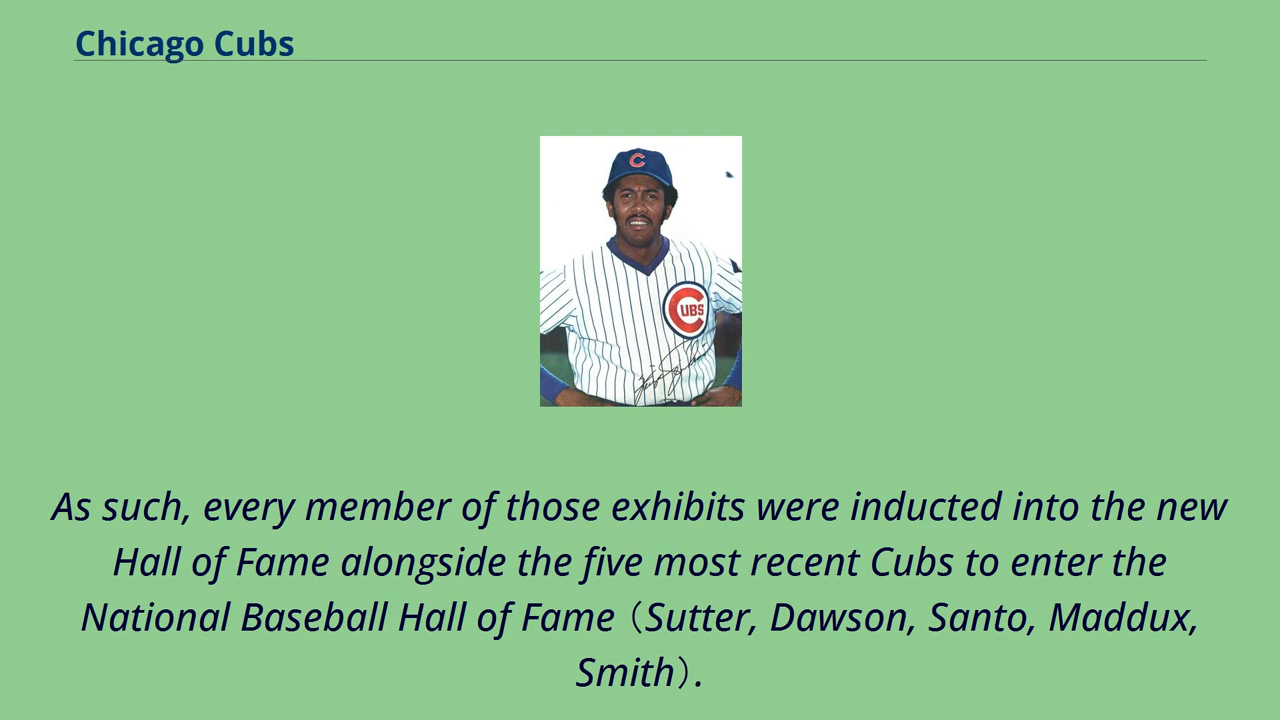 Chicago Cubs
C
UBS
As such, every member of those exhibits were inducted into the new
Hall of Fame alongside the five most recent Cubs to enter the
National Baseball Hall of Fame (Sutter, Dawson, Santo, Maddux,
Smith).